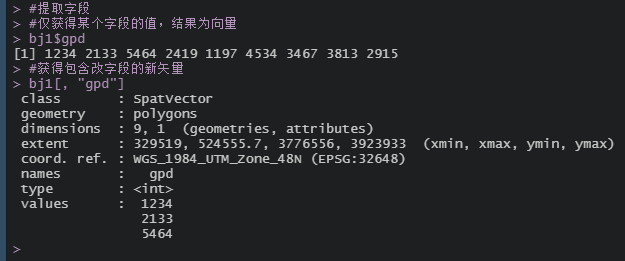 > #提取字段
> #仅获得某个字段的值，结果为向量
> bj1$gpd
[1] 1234 2133 5464 2419 1197 4534 3467 3813 2915
> #获得包含改字段的新矢量
> bj1[, "gpd"]
class : SpatVector
geometry : polygons
dimensions : 9, 1 (geometries, attributes)
extent : 329519, 524555.7, 3776556, 3923933 (xmin, xmax, ymin, ymax)
coord. ref. : WGS_1984_UTM_Zone_48N (EPSG:32648)
names : gpd
type : <int>
values : 1234
2133
5464
>